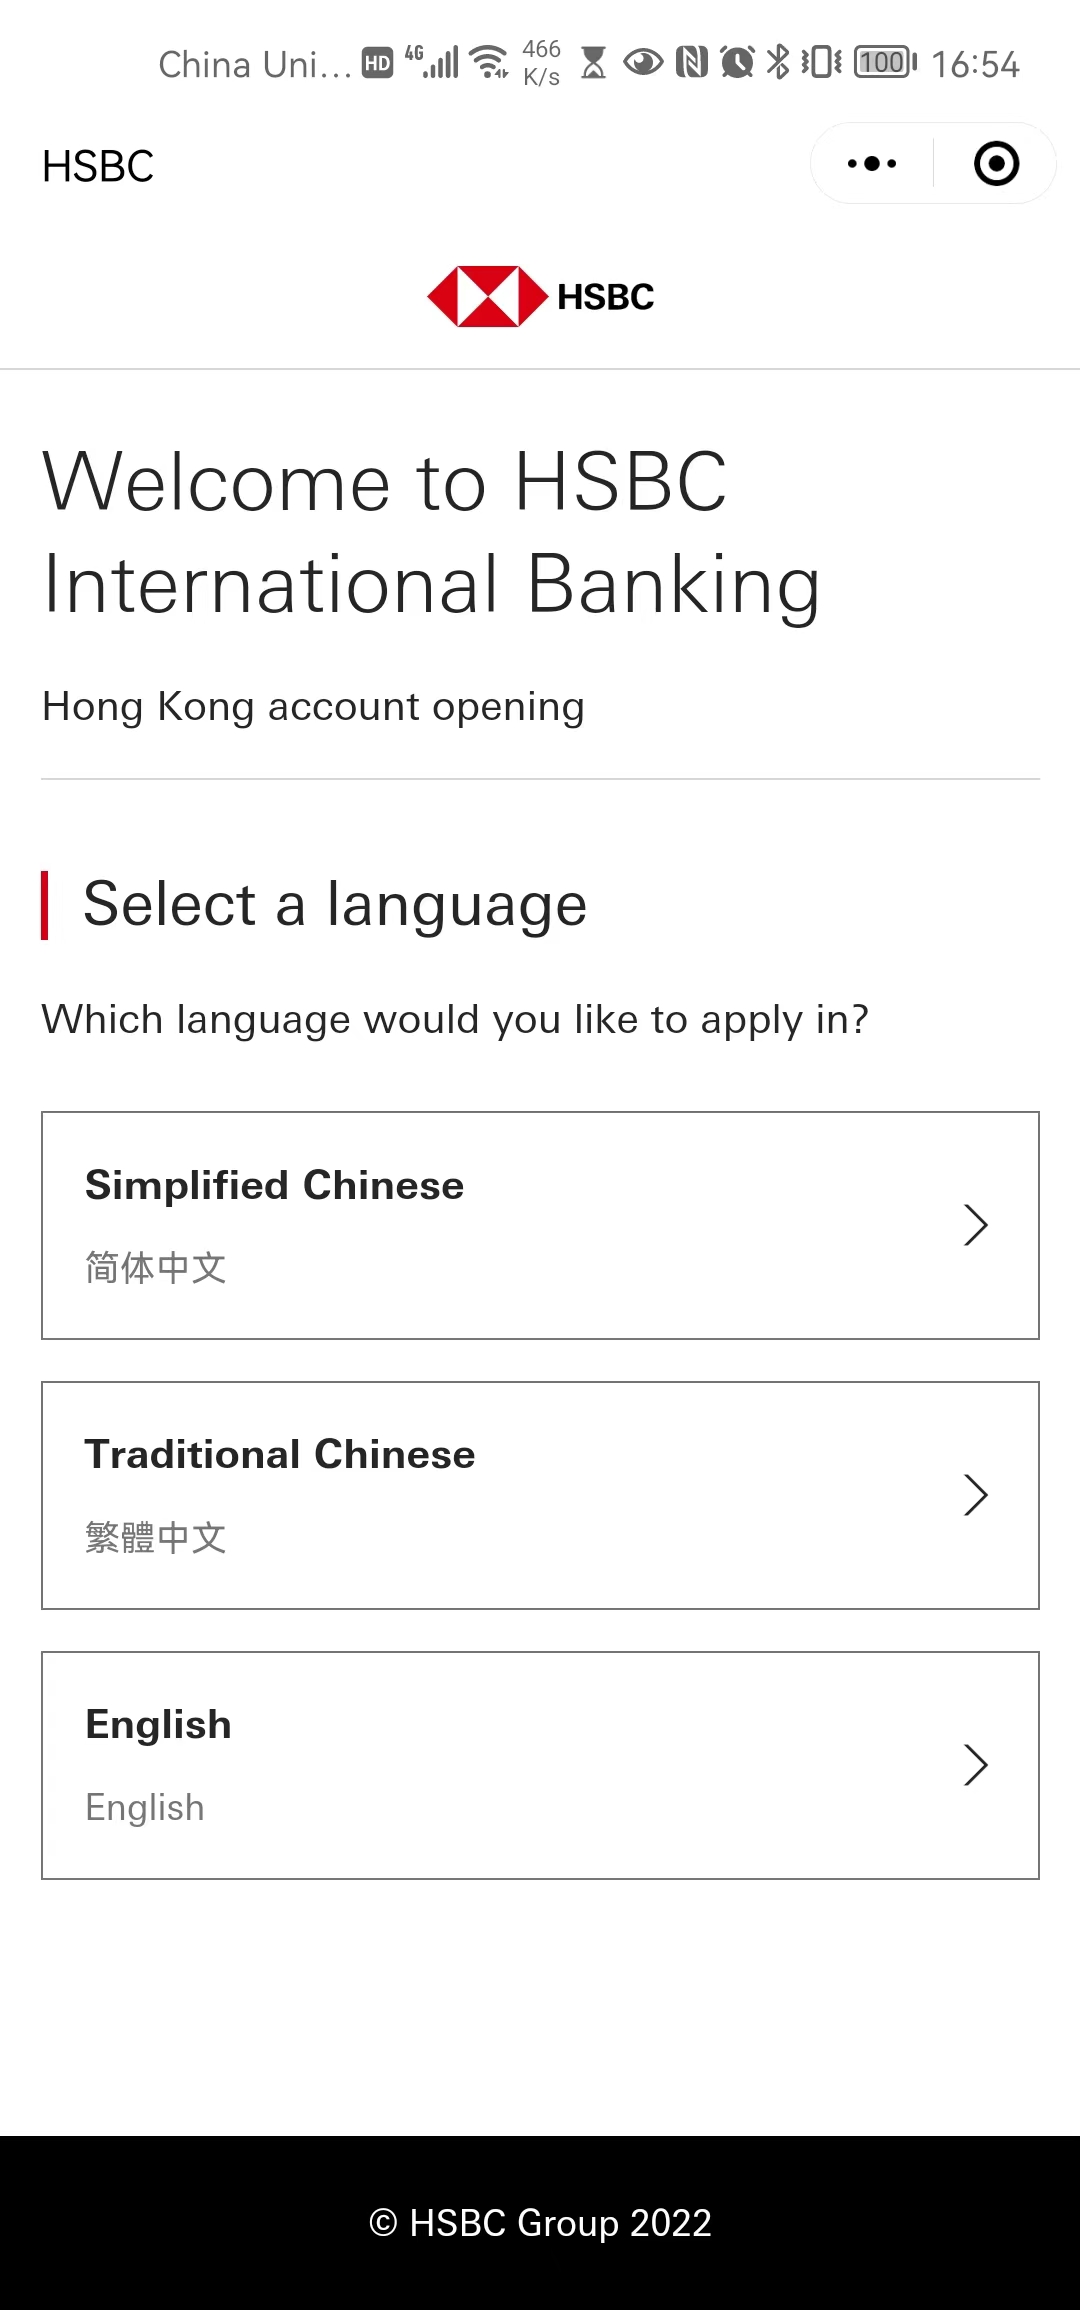 China Uni... HD 4G 466 K/s 100 16:54
HSBC
HSBC
Welcome to HSBC
International Banking
Hong Kong account opening
Select a language
Which language would you like to apply in?
Simplified Chinese
简体中文
Traditional Chinese
繁體中文
English
English
© HSBC Group 2022